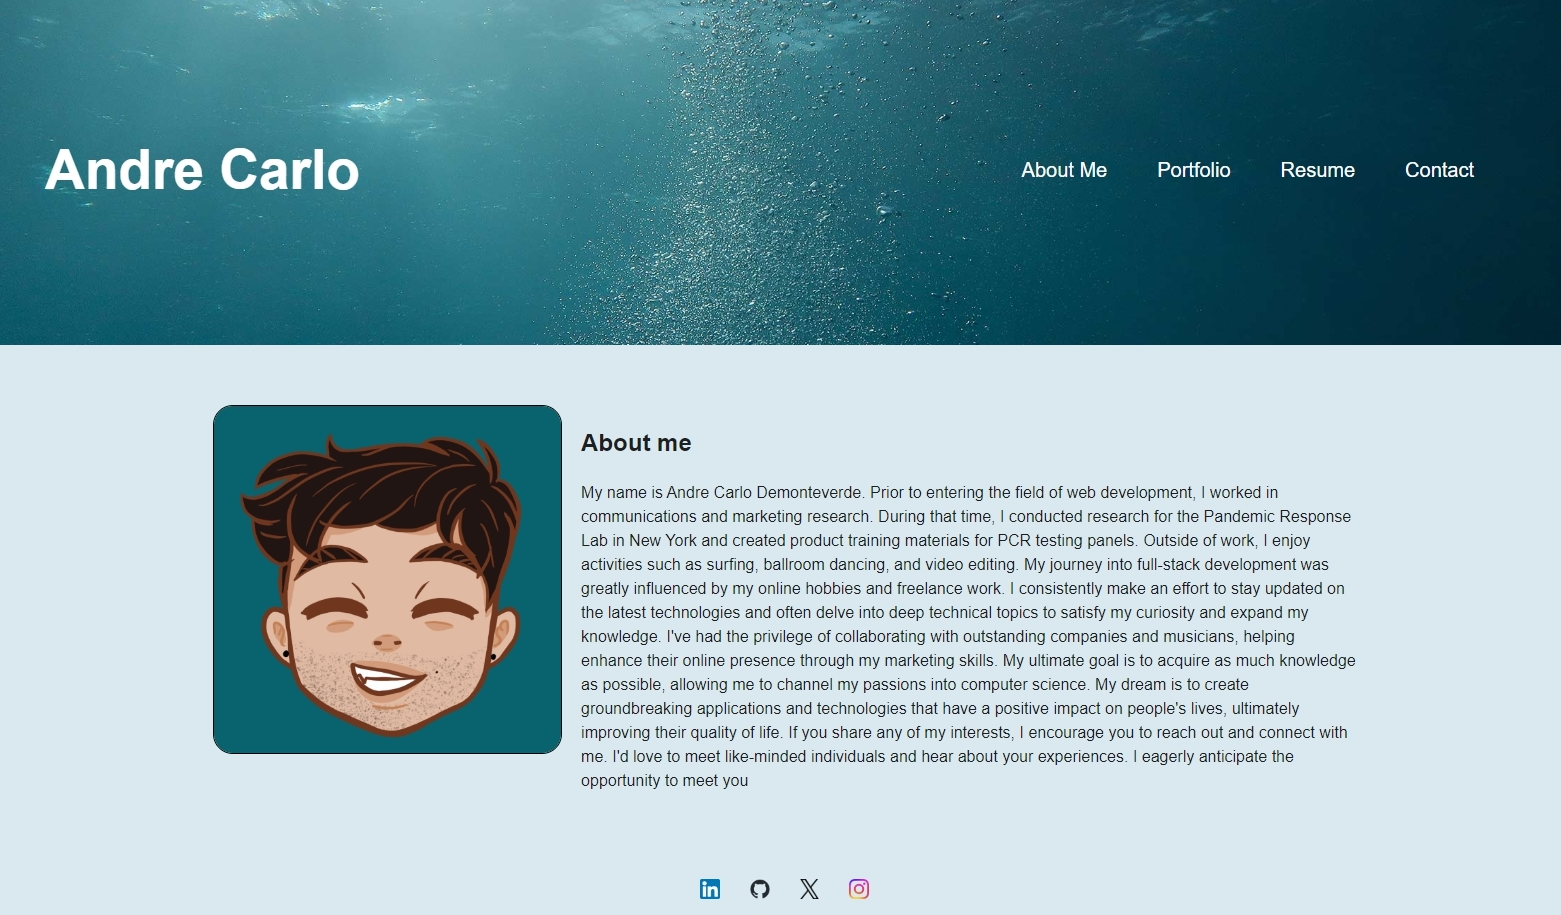 Andre Carlo
About Me
Portfolio
Resume
Contact
About me
My name is Andre Carlo Demonteverde. Prior to entering the field of web development, I worked in
communications and marketing research. During that time, I conducted research for the Pandemic Response
Lab in New York and created product training materials for PCR testing panels. Outside of work, I enjoy
activities such as surfing, ballroom dancing, and video editing. My journey into full-stack development was
greatly influenced by my online hobbies and freelance work. I consistently make an effort to stay updated on
the latest technologies and often delve into deep technical topics to satisfy my curiosity and expand my
knowledge. I've had the privilege of collaborating with outstanding companies and musicians, helping
enhance their online presence through my marketing skills. My ultimate goal is to acquire as much knowledge
as possible, allowing me to channel my passions into computer science. My dream is to create
groundbreaking applications and technologies that have a positive impact on people's lives, ultimately
improving their quality of life. If you share any of my interests, I encourage you to reach out and connect with
me. I'd love to meet like-minded individuals and hear about your experiences. I eagerly anticipate the
opportunity to meet you
in